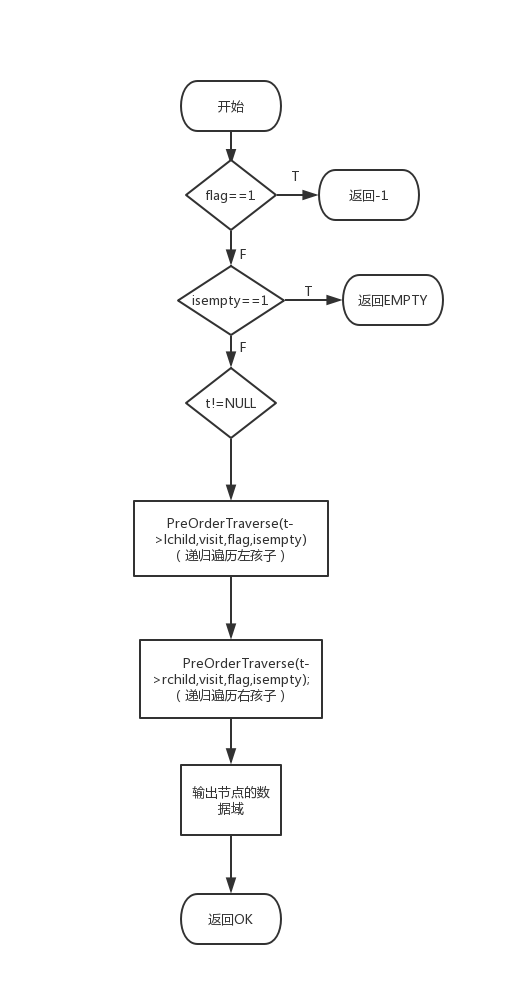 开始
flag==1
T
返回-1
F
isempty==1
T
返回EMPTY
F
t!=NULL
PreOrderTraverse(t-
>lchild,visit,flag,isempty)
（递归遍历左孩子）
PreOrderTraverse(t-
>rchild,visit,flag,isempty);
（递归遍历右孩子）
输出节点的数
据域
返回OK